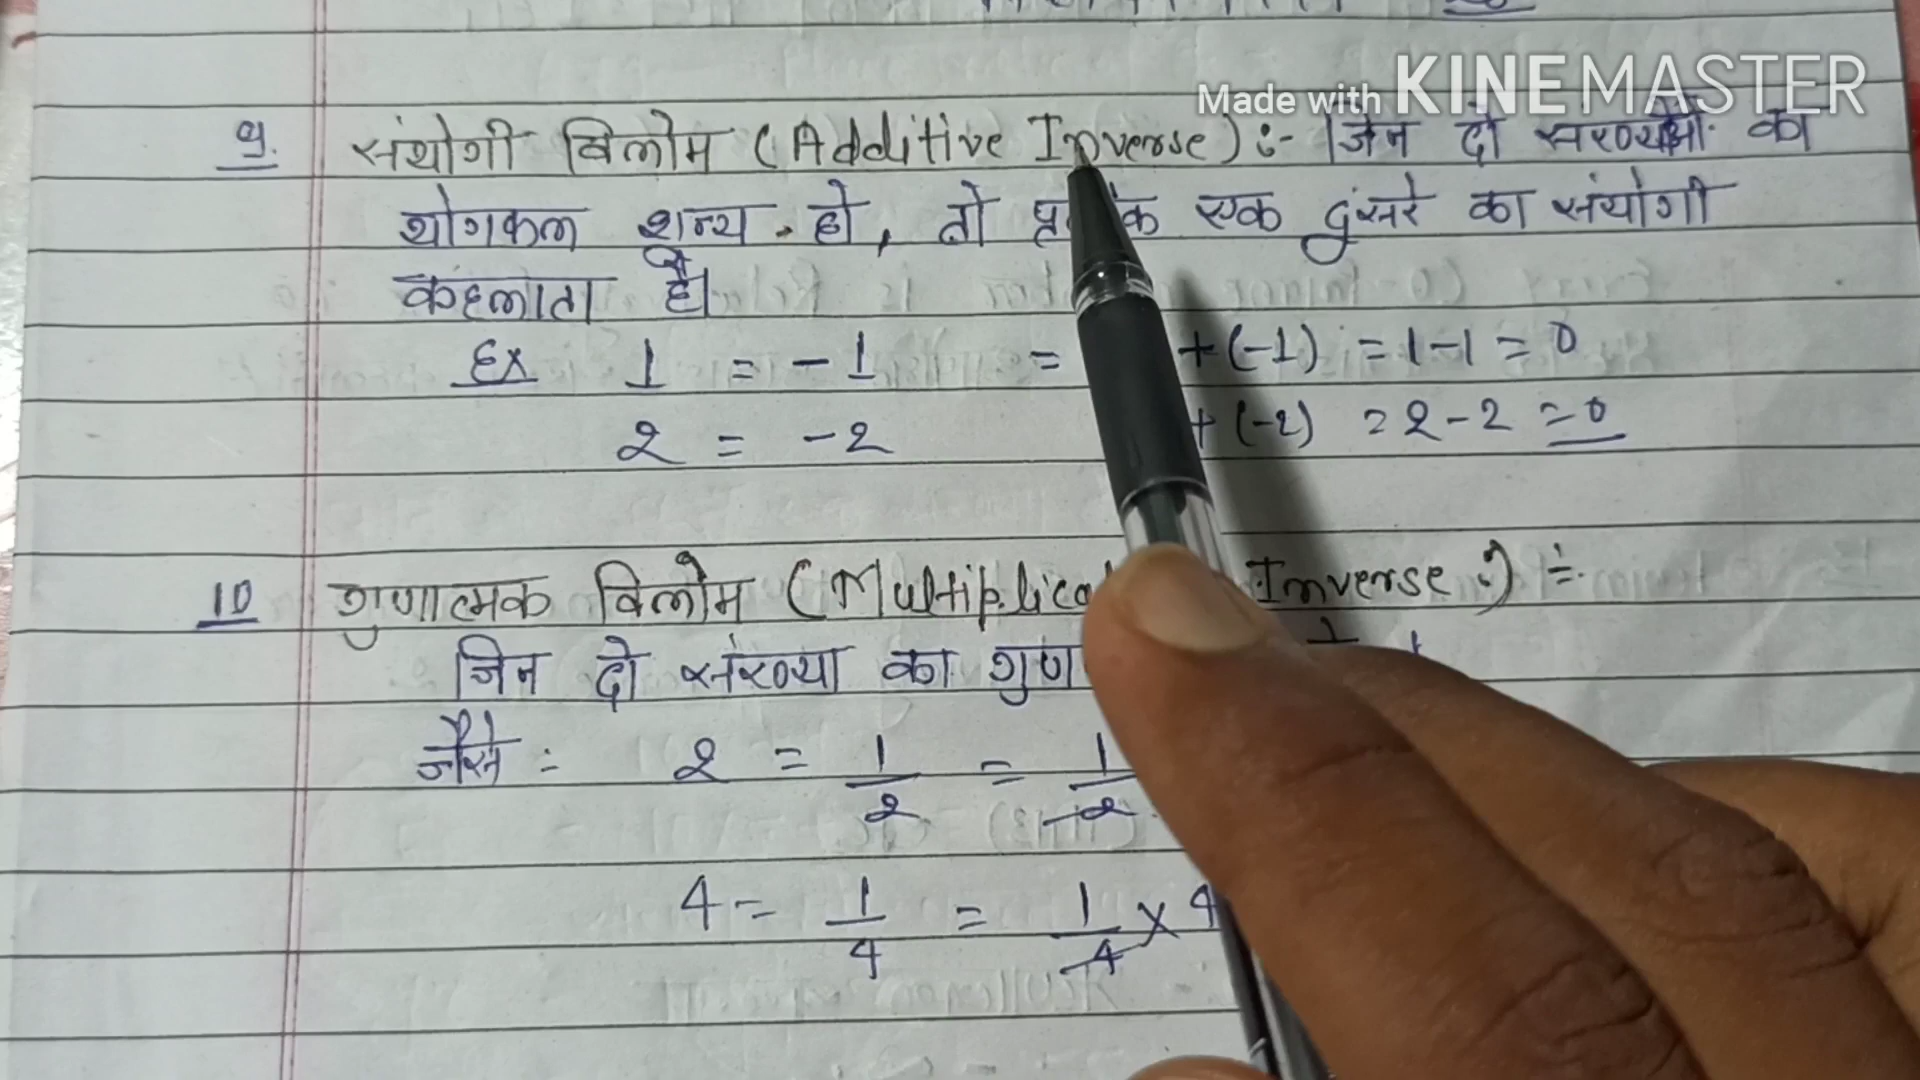 Made with KINEMASTER
9. संयोगी विलोम (Additive Inverse) :- जिन दो संख्याओं का
योगफल शून्य हो, तो एक दुसरे का संयोगी
कहलाता है।
Ex 1 = -1 = +(-1) = 1-1 = 0
2 = -2 +(-2) = 2-2 = 0
10 गुणात्मक विलोम (Multiplica Inverse.) ÷
जिन दो संख्या का गुण 1
जैसे : 2 = 1/2 = 1/2
4 = 1/4 = 1/4 × 4